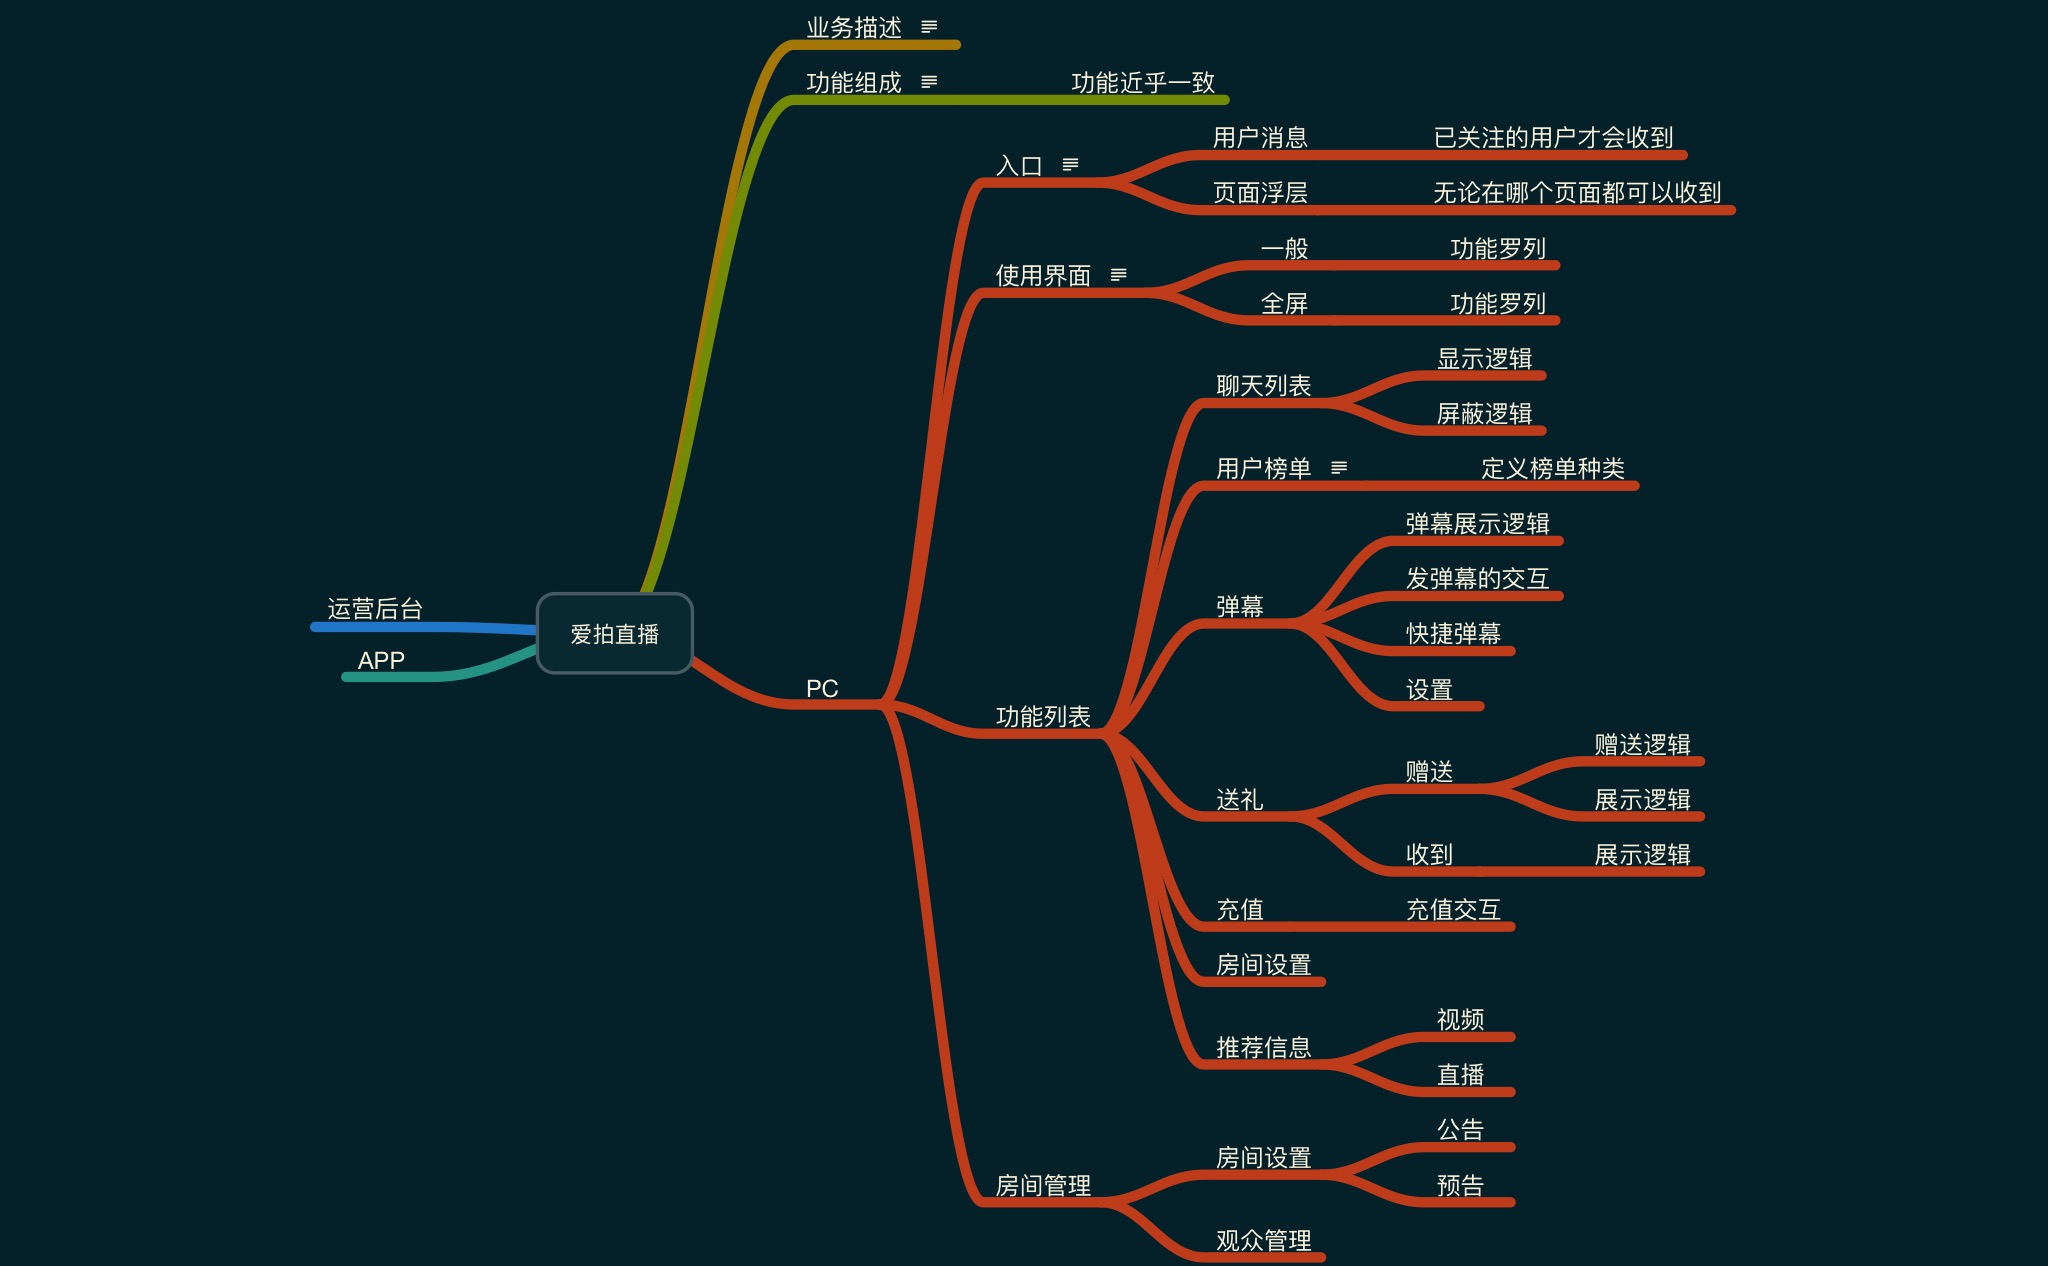 业务描述
功能组成
功能近乎一致
入口
用户消息
已关注的用户才会收到
页面浮层
无论在哪个页面都可以收到
使用界面
一般
功能罗列
全屏
功能罗列
聊天列表
显示逻辑
屏蔽逻辑
用户榜单
定义榜单种类
弹幕
弹幕展示逻辑
发弹幕的交互
快捷弹幕
设置
运营后台
爱拍直播
APP
PC
功能列表
送礼
赠送
赠送逻辑
展示逻辑
收到
展示逻辑
充值
充值交互
房间设置
推荐信息
视频
直播
房间管理
房间设置
公告
预告
观众管理